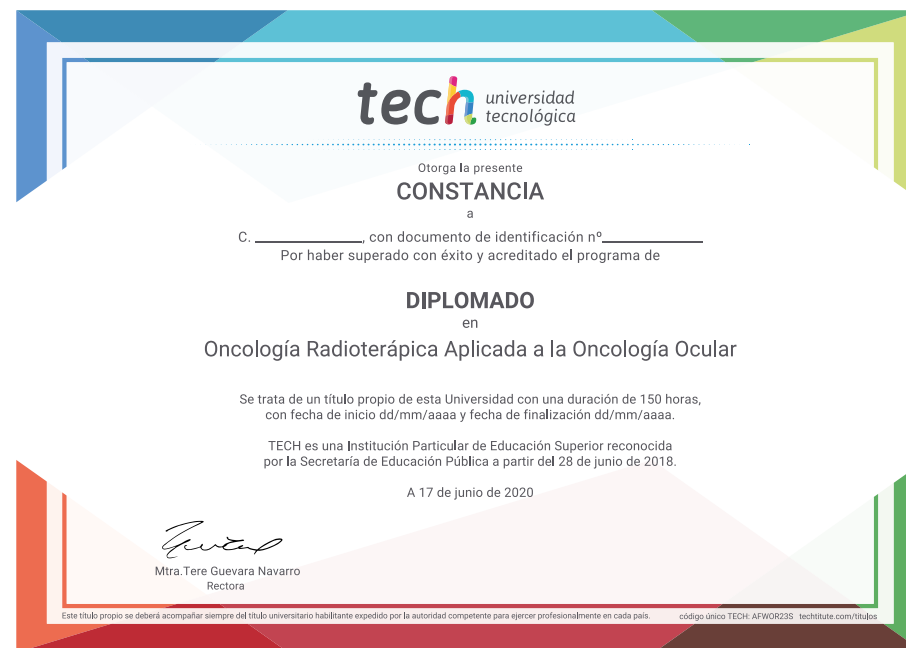 tech universidad
tecnológica
Otorga la presente
CONSTANCIA
a
C. ____________, con documento de identificación nº____________
Por haber superado con éxito y acreditado el programa de
DIPLOMADO
en
Oncología Radioterápica Aplicada a la Oncología Ocular
Se trata de un título propio de esta Universidad con una duración de 150 horas,
con fecha de inicio dd/mm/aaaa y fecha de finalización dd/mm/aaaa.
TECH es una Institución Particular de Educación Superior reconocida
por la Secretaría de Educación Pública a partir del 28 de junio de 2018.
A 17 de junio de 2020
Mtra.Tere Guevara Navarro
Rectora
Este título propio se deberá acompañar siempre del título universitario habilitante expedido por la autoridad competente para ejercer profesionalmente en cada país. código único TECH: AFWOR23S techtitute.com/titulos